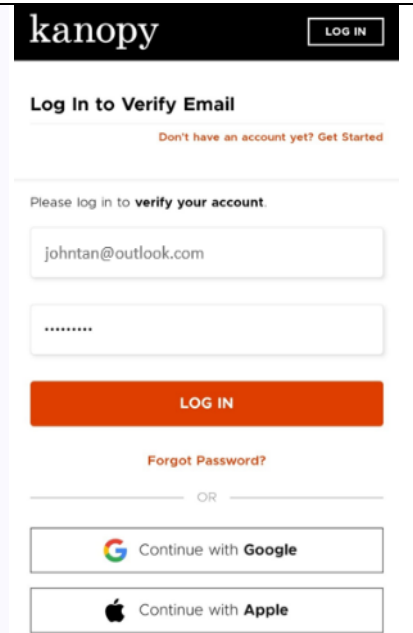 kanopy
LOG IN
Log In to Verify Email
Don't have an account yet? Get Started
Please log in to verify your account.
johntan@outlook.com
•••••••••
LOG IN
Forgot Password?
OR
Continue with Google
Continue with Apple